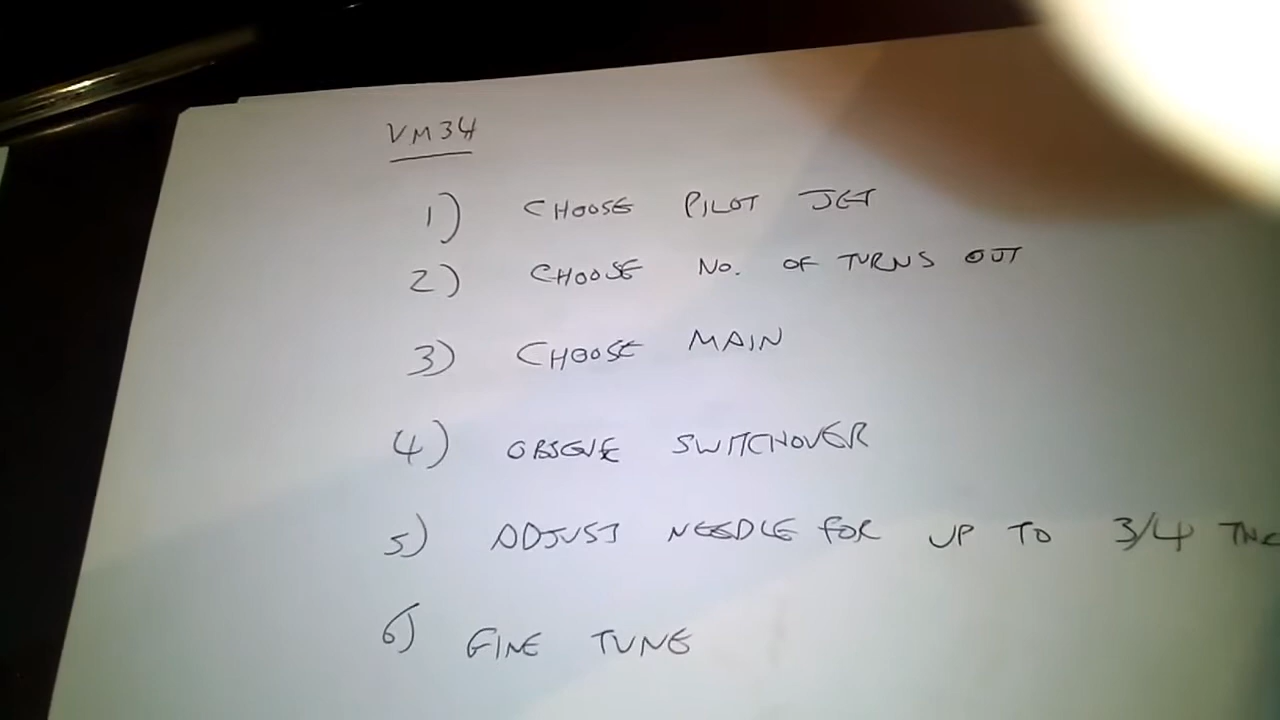 VM34
1) CHOOSE PILOT JET
2) CHOOSE NO. OF TURNS OUT
3) CHOOSE MAIN
4) OBSERVE SWITCHOVER
5) ADJUST NEEDLE FOR UP TO 3/4
6) FINE TUNE